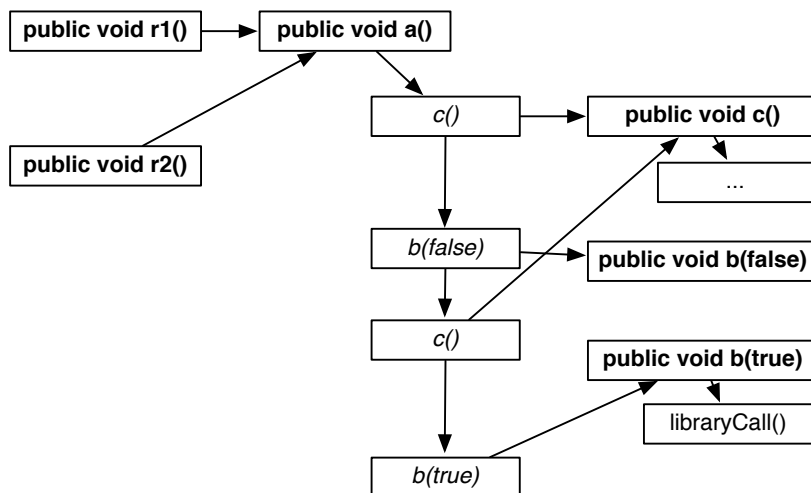 public void r1()
public void a()
c()
public void c()
public void r2()
...
b(false)
public void b(false)
c()
public void b(true)
libraryCall()
b(true)